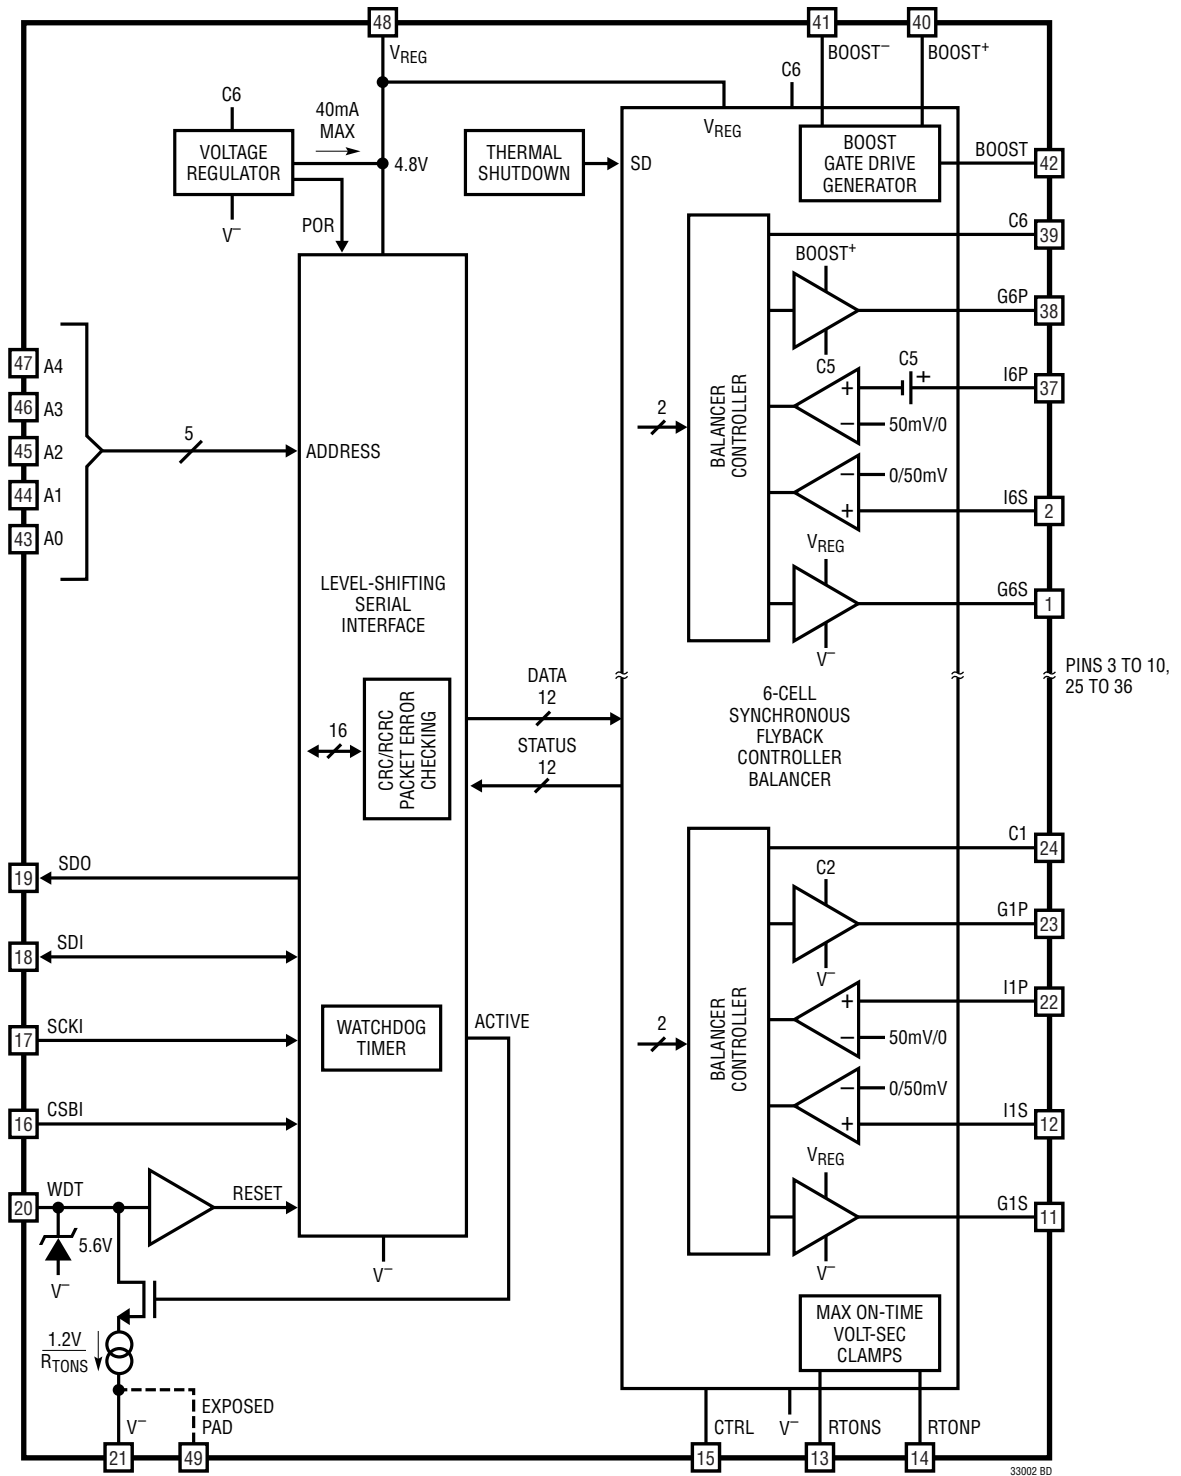 48
41
40
VREG
BOOST–
BOOST+
C6
C6
40mA
MAX
VREG
VOLTAGE
REGULATOR
4.8V
THERMAL
SHUTDOWN
SD
BOOST
GATE DRIVE
GENERATOR
BOOST
42
V–
POR
C6
39
BOOST+
G6P
38
C5
47
A4
46
A3
45
A2
44
A1
43
A0
5
ADDRESS
C5
+
I6P
37
+
–
50mV/0
2
BALANCER
CONTROLLER
–
0/50mV
+
I6S
2
VREG
G6S
1
V–
LEVEL-SHIFTING
SERIAL
INTERFACE
PINS 3 TO 10,
25 TO 36
DATA
12
STATUS
12
16
CRC/RCRC
PACKET ERROR
CHECKING
6-CELL
SYNCHRONOUS
FLYBACK
CONTROLLER
BALANCER
C1
24
SDO
19
C2
G1P
23
V–
SDI
18
I1P
22
+
–
50mV/0
SCKI
17
WATCHDOG
TIMER
ACTIVE
2
BALANCER
CONTROLLER
–
0/50mV
+
I1S
12
CSBI
16
VREG
G1S
11
V–
WDT
20
RESET
5.6V
V–
V–
1.2V
RTONS
MAX ON-TIME
VOLT-SEC
CLAMPS
EXPOSED
PAD
V–
21
49
CTRL
15
V–
RTONS
13
RTONP
14
33002 BD